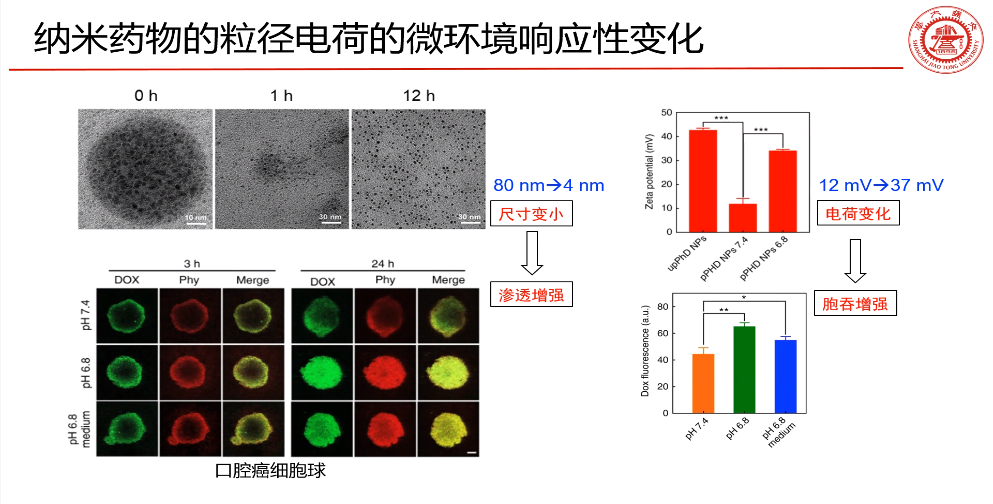 纳米药物的粒径电荷的微环境响应性变化
SHANGHAI JIAO TONG UNIVERSITY
0 h
1 h
12 h
10 nm
30 nm
30 nm
80 nm→4 nm
尺寸变小
渗透增强
3 h
24 h
DOX
Phy
Merge
DOX
Phy
Merge
pH 7.4
pH 6.8
pH 6.8
medium
口腔癌细胞球
Zeta potential (mV)
50
40
30
20
10
0
***
***
upPhD NPs
pPHD NPs 7.4
pPHD NPs 6.8
12 mV→37 mV
电荷变化
胞吞增强
Dox fluorescence (a.u.)
80
60
40
20
0
*
**
pH 7.4
pH 6.8
pH 6.8
medium